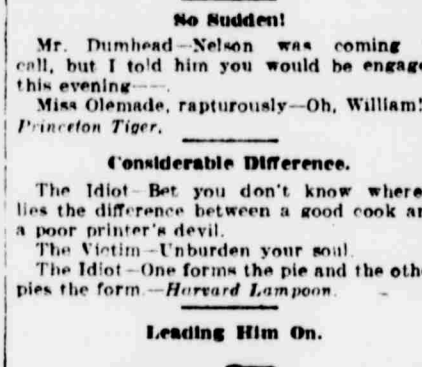 So Sudden!
Mr. Dumhead—Nelson was coming
call, but I told him you would be engage
this evening——.
Miss Olemade, rapturously—Oh, William!
Princeton Tiger.
Considerable Difference.
The Idiot—Bet you don't know where
lies the difference between a good cook an
a poor printer's devil.
The Victim—Unburden your soul.
The Idiot—One forms the pie and the oth
pies the form.—Harvard Lampoon.
Leading Him On.